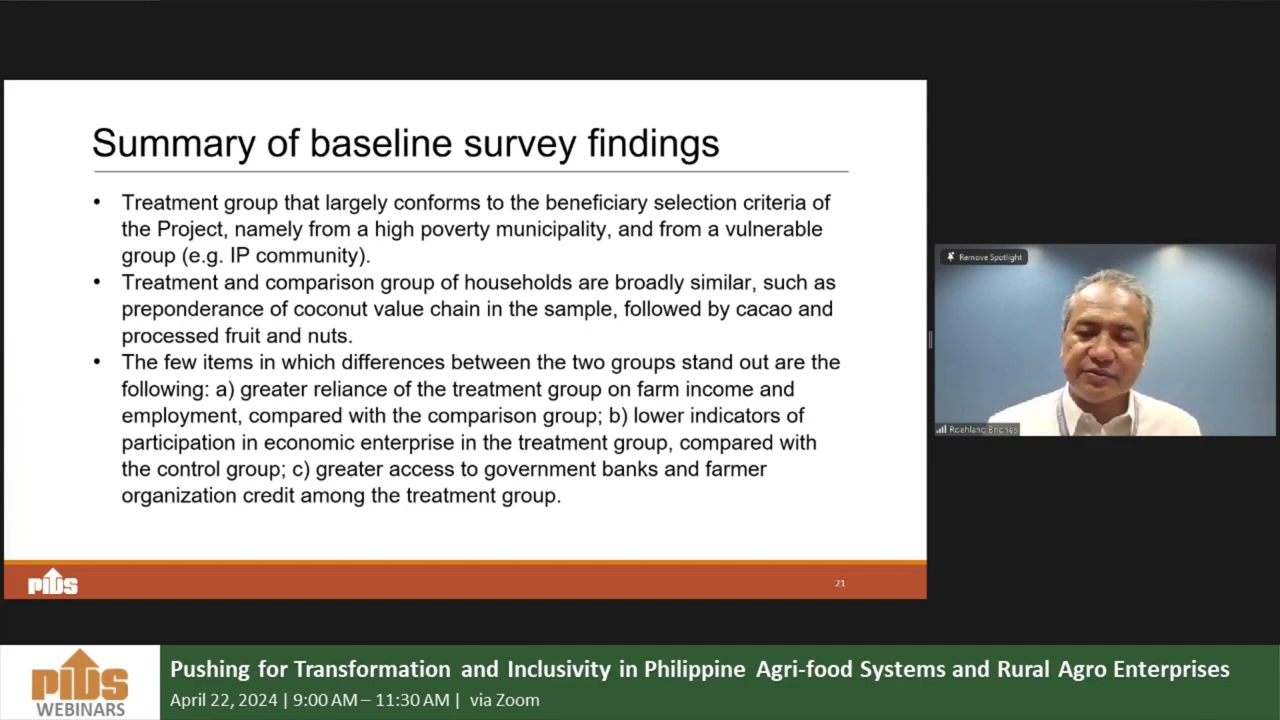 Summary of baseline survey findings
• Treatment group that largely conforms to the beneficiary selection criteria of
the Project, namely from a high poverty municipality, and from a vulnerable
group (e.g. IP community).
• Treatment and comparison group of households are broadly similar, such as
preponderance of coconut value chain in the sample, followed by cacao and
processed fruit and nuts.
• The few items in which differences between the two groups stand out are the
following: a) greater reliance of the treatment group on farm income and
employment, compared with the comparison group; b) lower indicators of
participation in economic enterprise in the treatment group, compared with
the control group; c) greater access to government banks and farmer
organization credit among the treatment group.
Remove Spotlight
Roehlano Briones
pids
21
pids
WEBINARS
Pushing for Transformation and Inclusivity in Philippine Agri-food Systems and Rural Agro Enterprises
April 22, 2024 | 9:00 AM – 11:30 AM | via Zoom